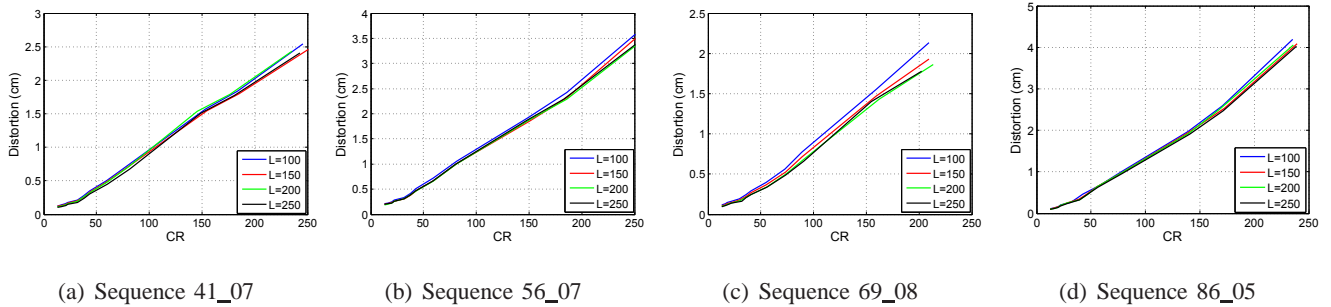 3
2.5
2
1.5
1
0.5
0
Distortion (cm)
0 50 100 150 200 250
CR
L=100
L=150
L=200
L=250
4
3.5
3
2.5
2
1.5
1
0.5
0
Distortion (cm)
0 50 100 150 200 250
CR
L=100
L=150
L=200
L=250
2.5
2
1.5
1
0.5
0
Distortion (cm)
0 50 100 150 200 250
CR
L=100
L=150
L=200
L=250
5
4
3
2
1
0
Distortion (cm)
0 50 100 150 200 250
CR
L=100
L=150
L=200
L=250
(a) Sequence 41_07 (b) Sequence 56_07 (c) Sequence 69_08 (d) Sequence 86_05